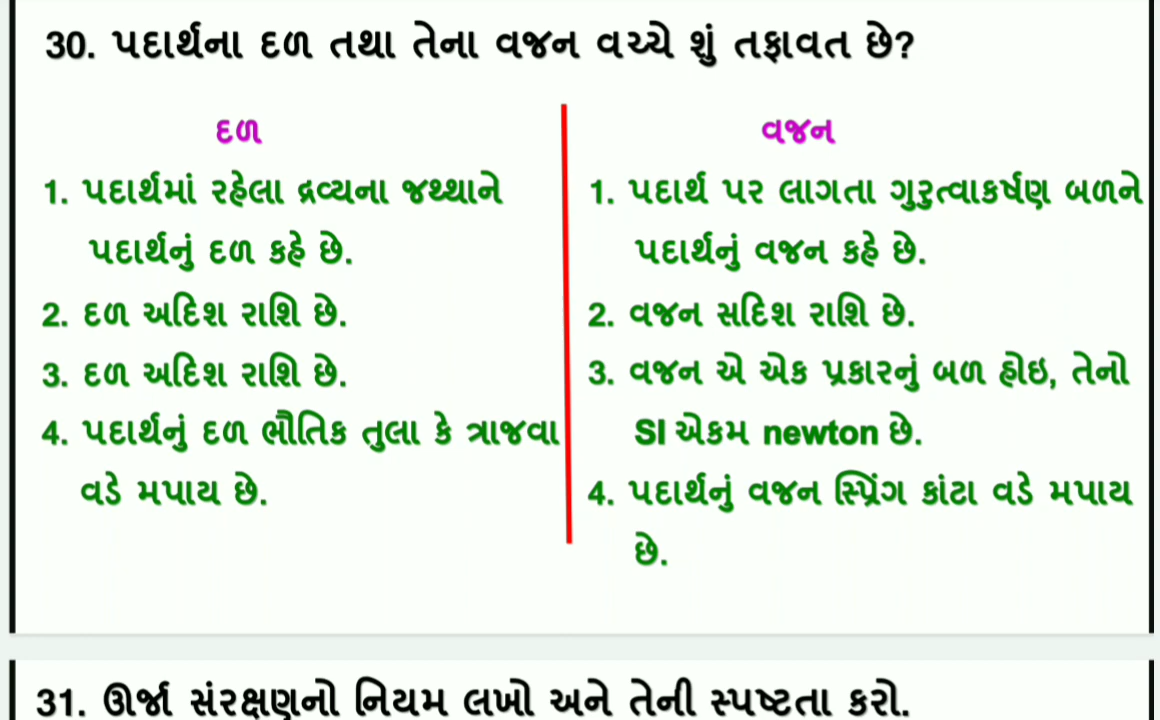 30. પદાર્થના દળ તથા તેના વજન વચ્ચે શું તફાવત છે?
દળ
1. પદાર્થમાં રહેલા દ્રવ્યના જથ્થાને
પદાર્થનું દળ કહે છે.
2. દળ અદિશ રાશિ છે.
3. દળ અદિશ રાશિ છે.
4. પદાર્થનું દળ ભૌતિક તુલા કે ત્રાજવા
વડે મપાય છે.
વજન
1. પદાર્થ પર લાગતા ગુરુત્વાકર્ષણ બળને
પદાર્થનું વજન કહે છે.
2. વજન સદિશ રાશિ છે.
3. વજન એ એક પ્રકારનું બળ હોઇ, તેનો
SI એકમ newton છે.
4. પદાર્થનું વજન સ્પ્રિંગ કાંટા વડે મપાય
છે.
31. ઊર્જા સંરક્ષણનો નિયમ લખો અને તેની સ્પષ્ટતા કરો.